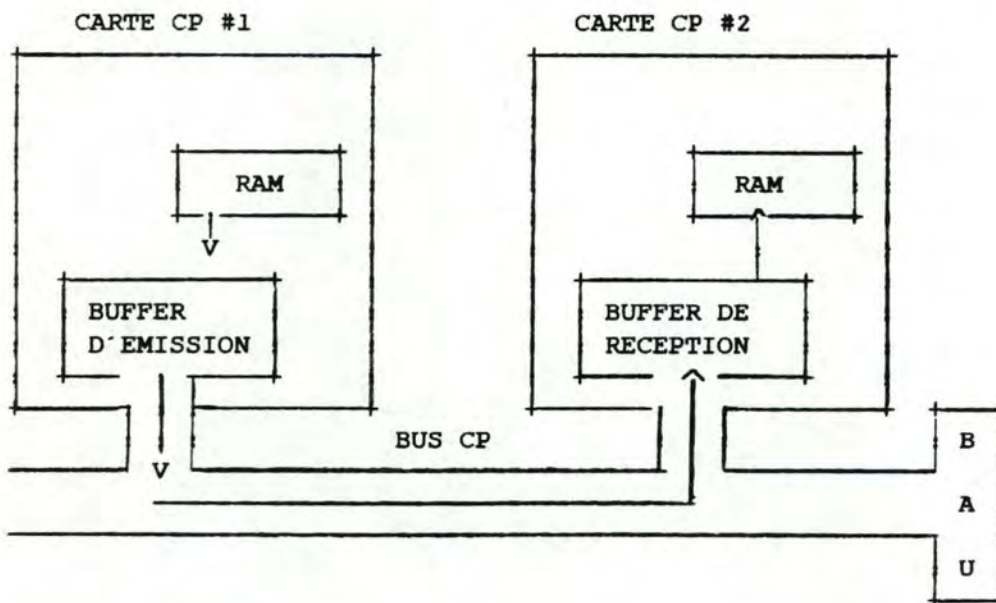 CARTE CP #1
CARTE CP #2
RAM
RAM
V
BUFFER
D'EMISSION
BUFFER DE
RECEPTION
BUS CP
V
B
A
U